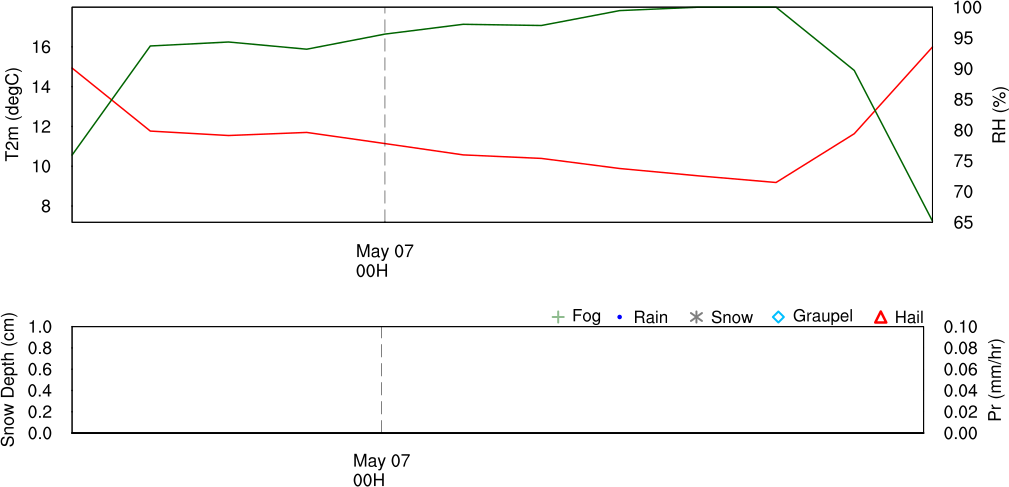 T2m (degC)
16
14
12
10
8
100
95
90
85
80
75
70
65
RH (%)
May 07
00H
Fog Rain Snow Graupel Hail
Snow Depth (cm)
1.0
0.8
0.6
0.4
0.2
0.0
0.10
0.08
0.06
0.04
0.02
0.00
Pr (mm/hr)
May 07
00H